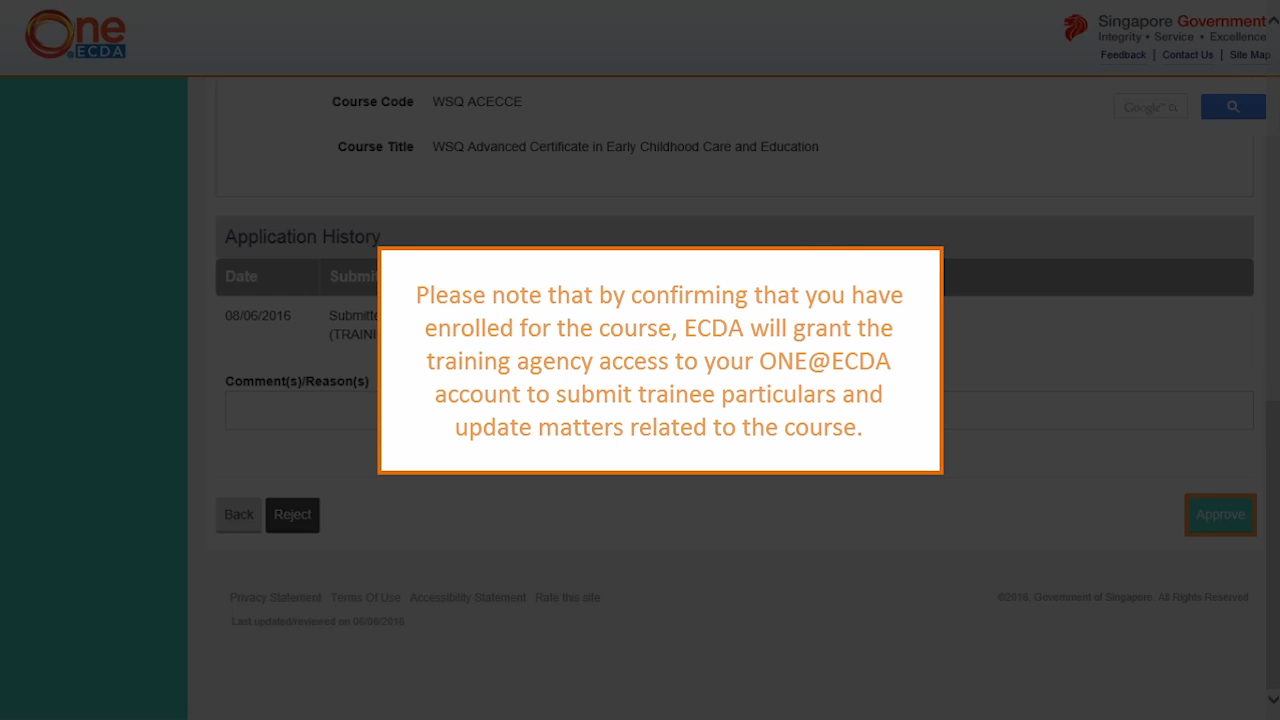 One
.ECDA
Singapore Government
Integrity • Service • Excellence
Feedback | Contact Us | Site Map
Course Code WSQ ACECCE
Google™
Course Title WSQ Advanced Certificate in Early Childhood Care and Education
Application History
Date
08/06/2016
(TRAINI
Comment(s)/Reason(s)
Please note that by confirming that you have
enrolled for the course, ECDA will grant the
training agency access to your ONE@ECDA
account to submit trainee particulars and
update matters related to the course.
Back Reject Approve
Privacy Statement Terms Of Use Accessibility Statement Rate this site
©2016. Government of Singapore. All Rights Reserved
Last updated/reviewed on 06/06/2016